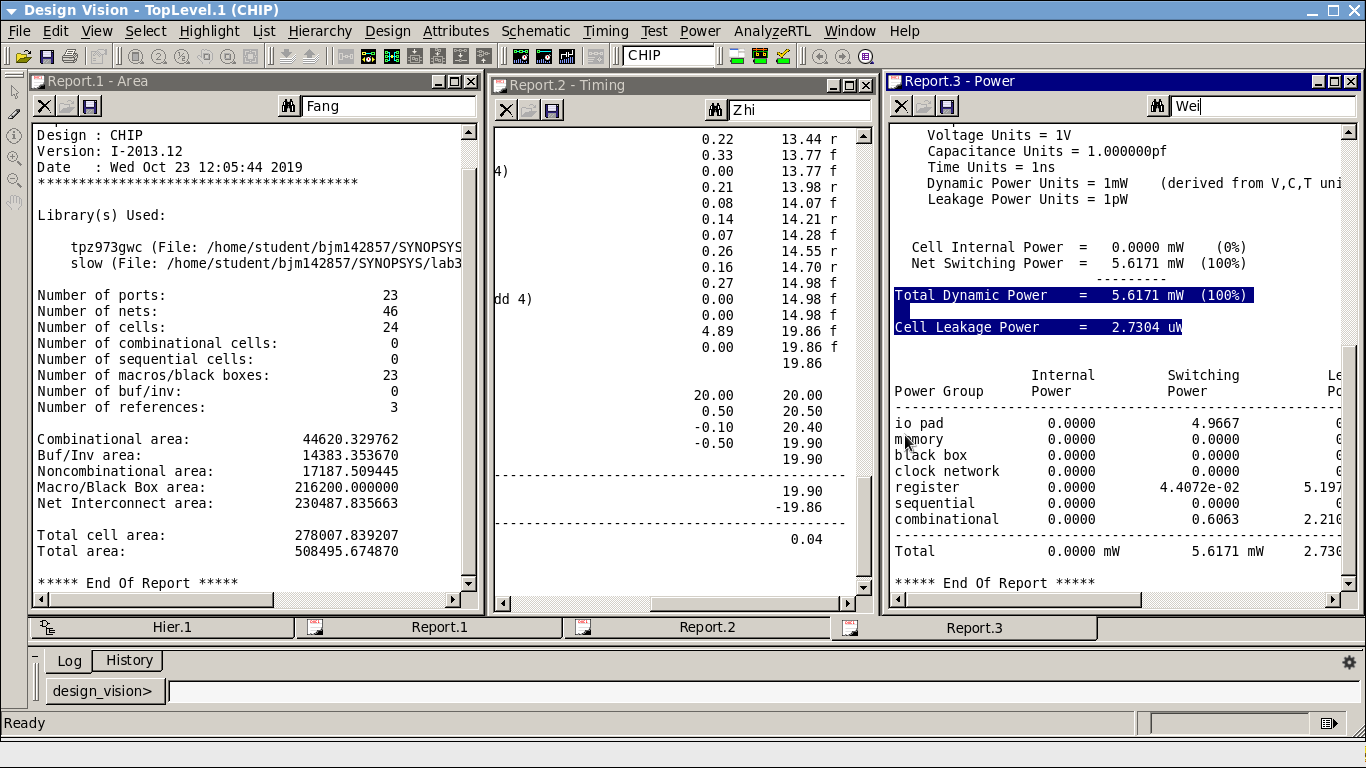 Design Vision - TopLevel.1 (CHIP)
File Edit View Select Highlight List Hierarchy Design Attributes Schematic Timing Test Power AnalyzeRTL Window Help
CHIP
Report.1 - Area
Fang
Design : CHIP
Version: I-2013.12
Date   : Wed Oct 23 12:05:44 2019
****************************************
Library(s) Used:
tpz973gwc (File: /home/student/bjm142857/SYNOPSYS
slow (File: /home/student/bjm142857/SYNOPSYS/lab3
Number of ports: 23
Number of nets: 46
Number of cells: 24
Number of combinational cells: 0
Number of sequential cells: 0
Number of macros/black boxes: 23
Number of buf/inv: 0
Number of references: 3
Combinational area: 44620.329762
Buf/Inv area: 14383.353670
Noncombinational area: 17187.509445
Macro/Black Box area: 216200.000000
Net Interconnect area: 230487.835663
Total cell area: 278007.839207
Total area: 508495.674870
***** End Of Report *****
Report.2 - Timing
Zhi
0.22 13.44 r
0.33 13.77 f
4) 0.00 13.77 f
0.21 13.98 r
0.08 14.07 f
0.14 14.21 r
0.07 14.28 f
0.26 14.55 r
0.16 14.70 r
0.27 14.98 f
dd 4) 0.00 14.98 f
0.00 14.98 f
4.89 19.86 f
0.00 19.86 f
19.86
20.00 20.00
0.50 20.50
-0.10 20.40
-0.50 19.90
19.90
19.90
-19.86
0.04
Report.3 - Power
Wei
Voltage Units = 1V
Capacitance Units = 1.000000pf
Time Units = 1ns
Dynamic Power Units = 1mW    (derived from V,C,T uni
Leakage Power Units = 1pW
Cell Internal Power  =   0.0000 mW    (0%)
Net Switching Power  =   5.6171 mW  (100%)
---------
Total Dynamic Power    =   5.6171 mW  (100%)
Cell Leakage Power     =   2.7304 uW
Internal Switching Le
Power Group Power Power Po
io pad 0.0000 4.9667 0
memory 0.0000 0.0000 0
black box 0.0000 0.0000 0
clock network 0.0000 0.0000 0
register 0.0000 4.4072e-02 5.197
sequential 0.0000 0.0000 0
combinational 0.0000 0.6063 2.210
Total 0.0000 mW 5.6171 mW 2.730
***** End Of Report *****
Hier.1
Report.1
Report.2
Report.3
Log History
design_vision>
Ready